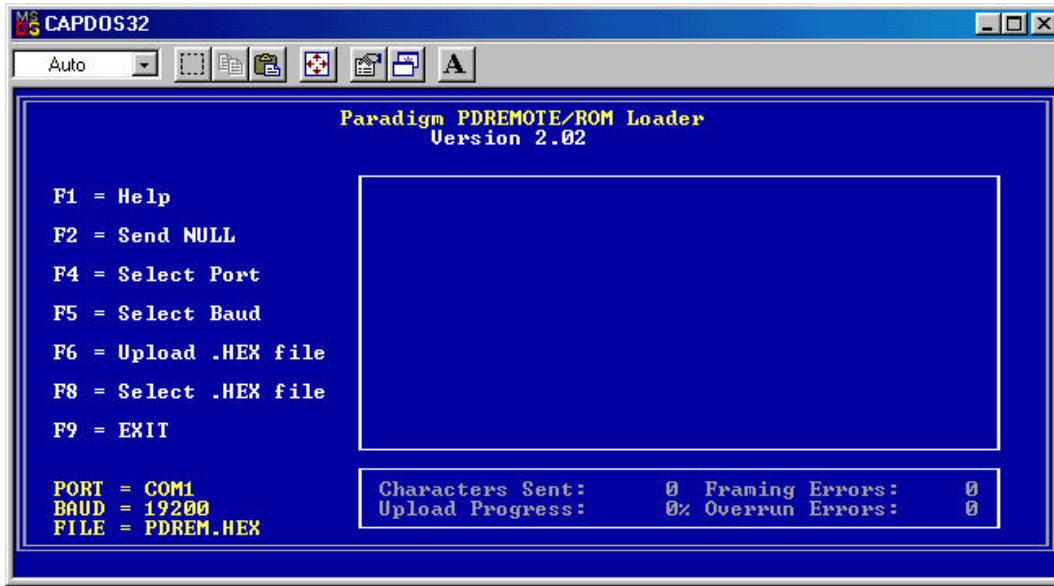 CAPDOS32
Auto
A
Paradigm PDREMOTE/ROM Loader
Version 2.02
F1 = Help
F2 = Send NULL
F4 = Select Port
F5 = Select Baud
F6 = Upload .HEX file
F8 = Select .HEX file
F9 = EXIT
PORT = COM1
BAUD = 19200
FILE = PDREM.HEX
Characters Sent: 0 Framing Errors: 0
Upload Progress: 0% Overrun Errors: 0